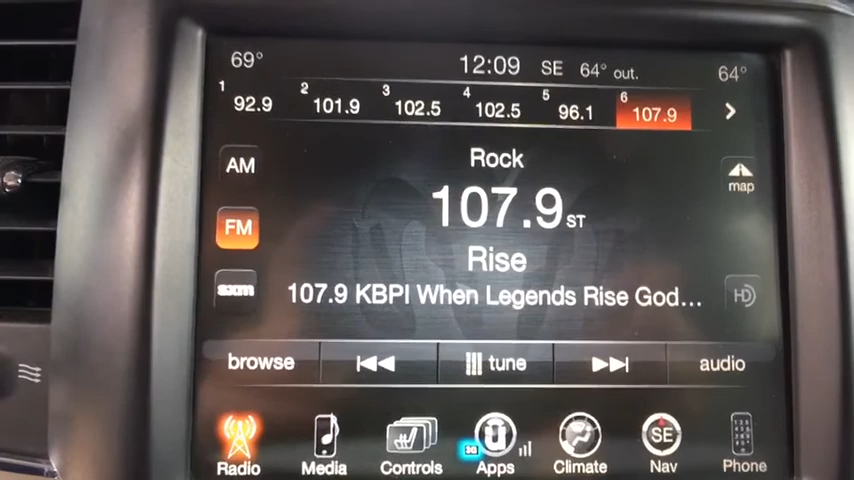 69° 12:09 SE 64° out. 64°
1 92.9 2 101.9 3 102.5 4 102.5 5 96.1 6 107.9
AM
Rock
map
107.9 ST
FM
Rise
sxm
107.9 KBPI When Legends Rise God...
HD
browse tune audio
3G
SE
Radio Media Controls Apps Climate Nav Phone